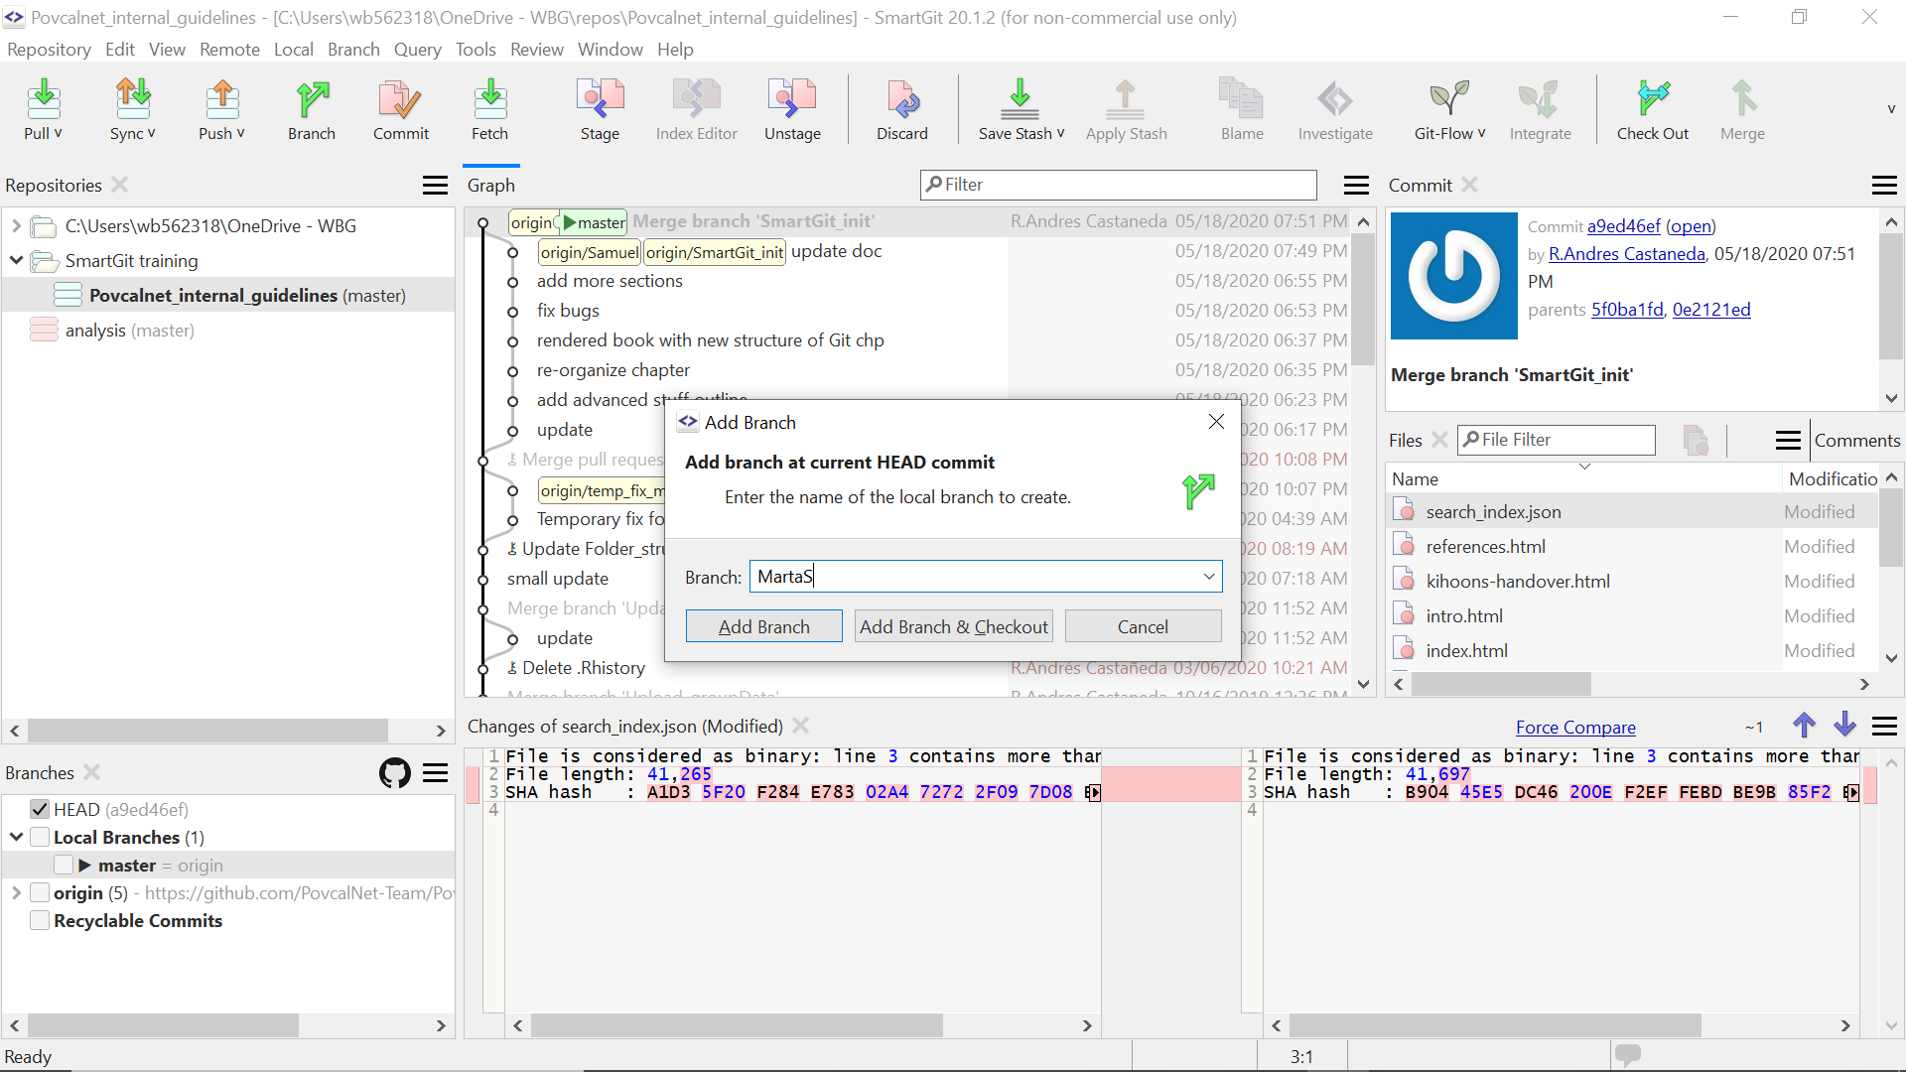 Povcalnet_internal_guidelines - [C:\Users\wb562318\OneDrive - WBG\repos\Povcalnet_internal_guidelines] - SmartGit 20.1.2 (for non-commercial use only)
Repository Edit View Remote Local Branch Query Tools Review Window Help
Pull Sync Push Branch Commit Fetch Stage Index Editor Unstage Discard Save Stash Apply Stash Blame Investigate Git-Flow Integrate Check Out Merge
Repositories
C:\Users\wb562318\OneDrive - WBG
SmartGit training
Povcalnet_internal_guidelines (master)
analysis (master)
Graph
Filter
origin master Merge branch 'SmartGit_init' R.Andres Castaneda 05/18/2020 07:51 PM
origin/Samuel origin/SmartGit_init update doc 05/18/2020 07:49 PM
add more sections 05/18/2020 06:55 PM
fix bugs 05/18/2020 06:53 PM
rendered book with new structure of Git chp 05/18/2020 06:37 PM
re-organize chapter 05/18/2020 06:35 PM
add advanced stuff outline 05/18/2020 06:23 PM
update 20 06:17 PM
Merge pull reques 20 10:08 PM
origin/temp_fix_m 20 10:07 PM
Temporary fix fo 20 04:39 AM
Update Folder_stru 20 08:19 AM
small update 20 07:18 AM
Merge branch 'Upda 20 11:52 AM
update 20 11:52 AM
Delete .Rhistory R.Andrés Castañeda 03/06/2020 10:21 AM
Merge branch 'Upload_groupData' R.Andres Castaneda 10/16/2019 12:36 PM
Add Branch
Add branch at current HEAD commit
Enter the name of the local branch to create.
Branch: MartaS
Add Branch Add Branch & Checkout Cancel
Commit
Commit a9ed46ef (open)
by R.Andres Castaneda, 05/18/2020 07:51
PM
parents 5f0ba1fd, 0e2121ed
Merge branch 'SmartGit_init'
Files File Filter Comments
Name Modificatio
search_index.json Modified
references.html Modified
kihoons-handover.html Modified
intro.html Modified
index.html Modified
Changes of search_index.json (Modified) Force Compare ~1
1 File is considered as binary: line 3 contains more than
2 File length: 41,265
3 SHA hash : A1D3 5F20 F284 E783 02A4 7272 2F09 7D08
4
1 File is considered as binary: line 3 contains more than
2 File length: 41,697
3 SHA hash : B904 45E5 DC46 200E F2EF FEBD BE9B 85F2
4
Branches
HEAD (a9ed46ef)
Local Branches (1)
master = origin
origin (5) - https://github.com/PovcalNet-Team/Po
Recyclable Commits
Ready 3:1